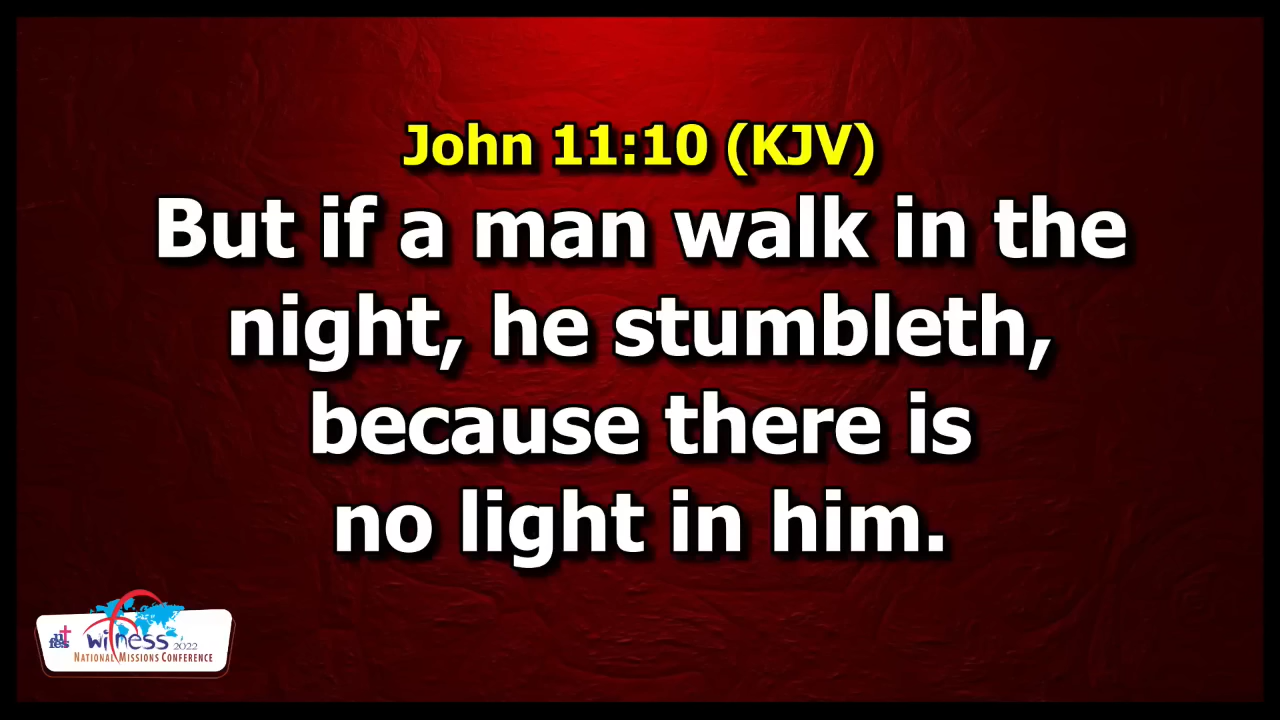 John 11:10 (KJV)
But if a man walk in the
night, he stumbleth,
because there is
no light in him.
fes
witness 2022
National Missions Conference